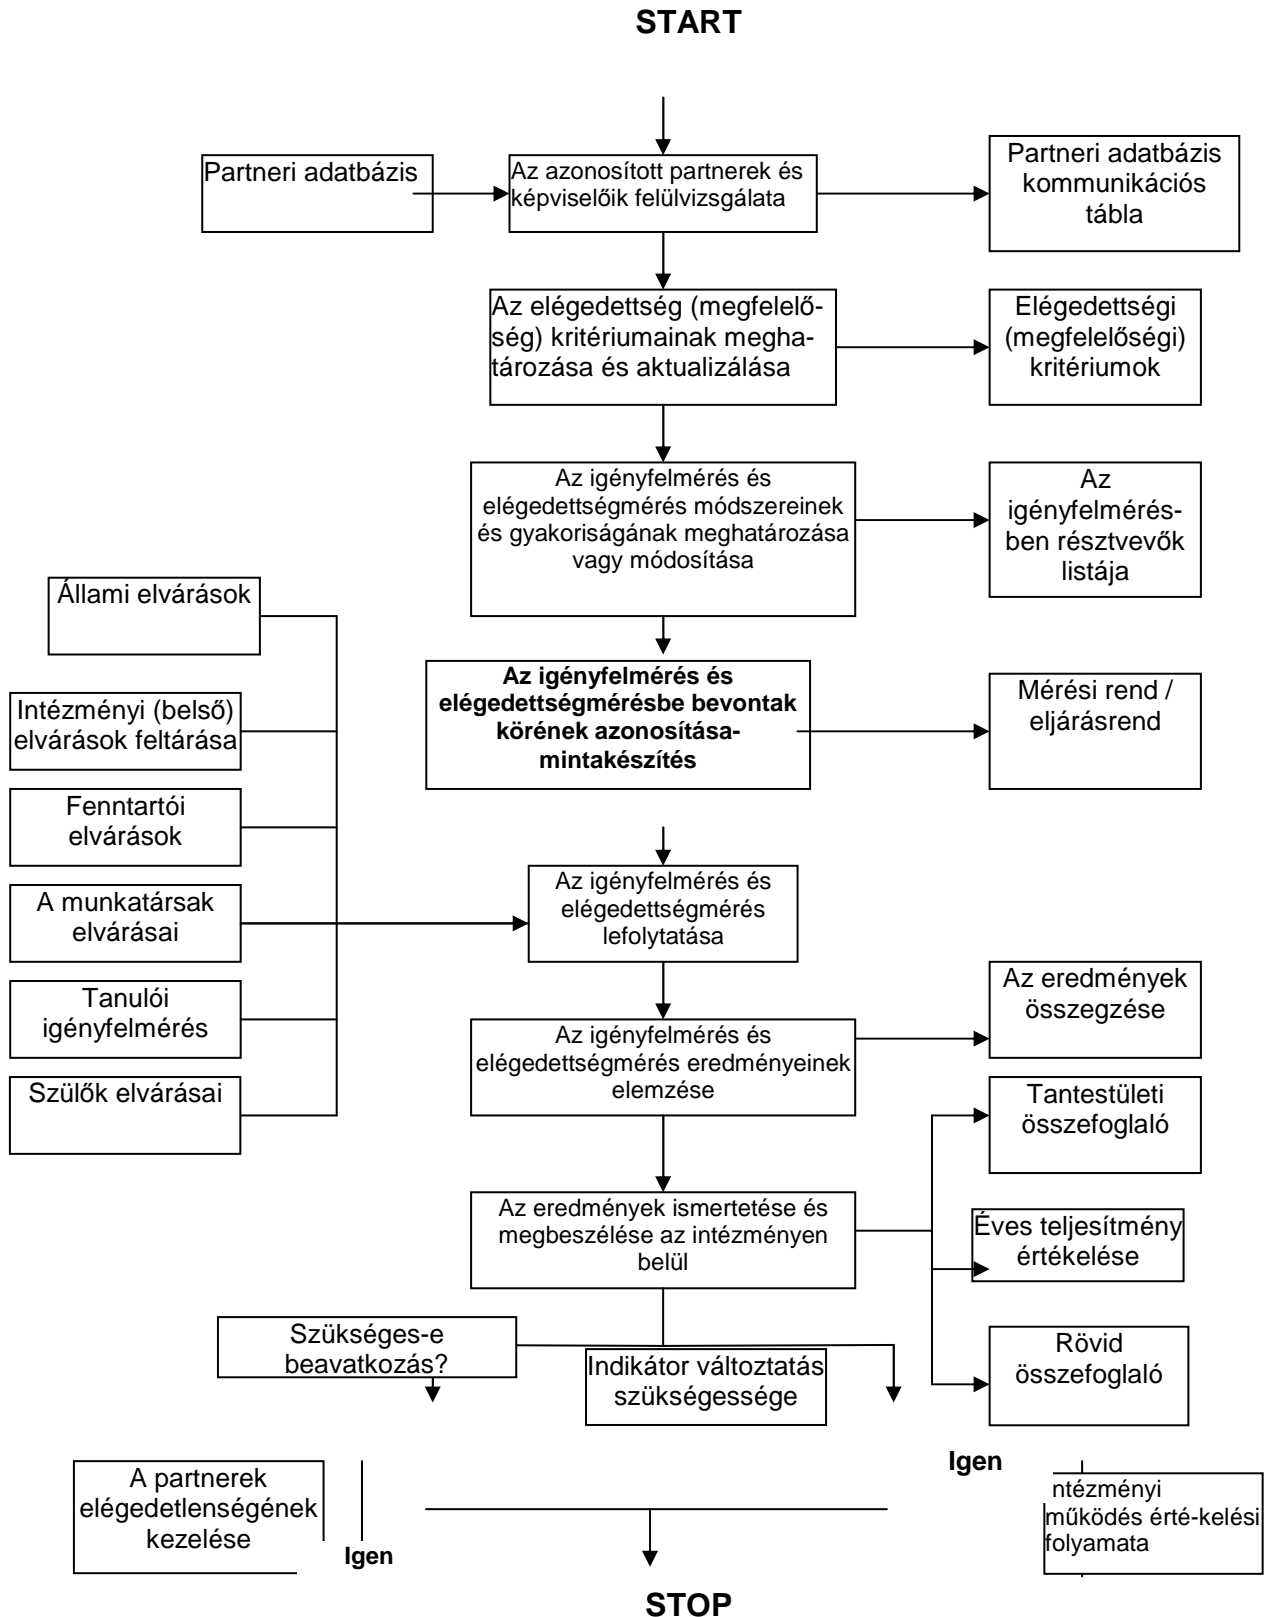 START
Partneri adatbázis
Az azonosított partnerek és
képviselőik felülvizsgálata
Partneri adatbázis
kommunikációs
tábla
Az elégedettség (megfelelő-
ség) kritériumainak megha-
tározása és aktualizálása
Elégedettségi
(megfelelőségi)
kritériumok
Az igényfelmérés és
elégedettségmérés módszereinek
és gyakoriságának meghatározása
vagy módosítása
Az
igényfelmérés-
ben résztvevők
listája
Állami elvárások
Az igényfelmérés és
elégedettségmérésbe bevontak
körének azonosítása-
mintakészítés
Mérési rend /
eljárásrend
Intézményi (belső)
elvárások feltárása
Fenntartói
elvárások
A munkatársak
elvárásai
Az igényfelmérés és
elégedettségmérés
lefolytatása
Tanulói
igényfelmérés
Szülők elvárásai
Az igényfelmérés és
elégedettségmérés eredményeinek
elemzése
Az eredmények
összegzése
Tantestületi
összefoglaló
Az eredmények ismertetése és
megbeszélése az intézményen
belül
Éves teljesítmény
értékelése
Szükséges-e
beavatkozás?
Indikátor változtatás
szükségessége
Rövid
összefoglaló
A partnerek
elégedetlenségének
kezelése
Igen
Igen
ntézményi
működés érté-kelési
folyamata
STOP